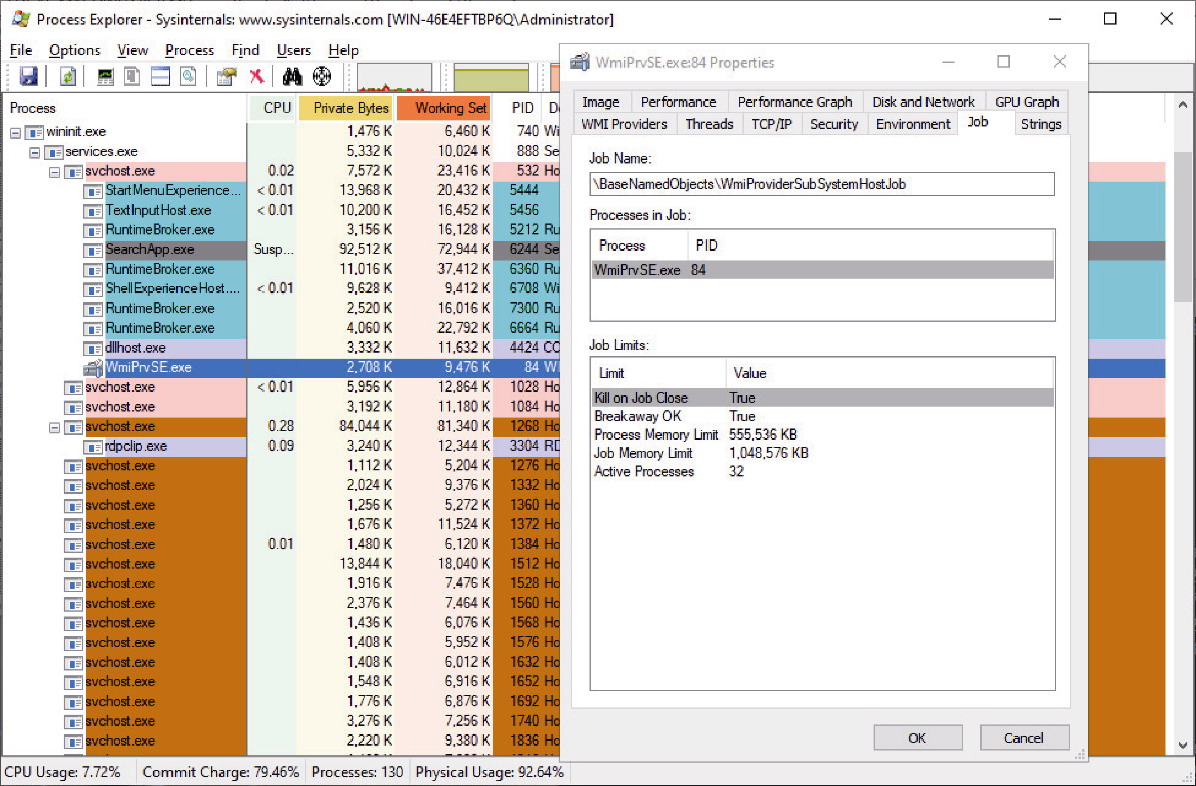 Process Explorer - Sysinternals: www.sysinternals.com [WIN-46E4EFTBP6Q\Administrator]
File Options View Process Find Users Help
Process CPU Private Bytes Working Set PID
wininit.exe 1,476 K 6,460 K 740 Wi
services.exe 5,332 K 10,024 K 888 Se
svchost.exe 0.02 7,572 K 23,416 K 532 Ho
StartMenuExperience... < 0.01 13,968 K 20,432 K 5444
TextInputHost.exe < 0.01 10,200 K 16,452 K 5456
RuntimeBroker.exe 3,156 K 16,128 K 5212 Ru
SearchApp.exe Susp... 92,512 K 72,944 K 6244 Se
RuntimeBroker.exe 11,016 K 37,412 K 6360 Ru
ShellExperienceHost.... < 0.01 9,628 K 9,412 K 6708 Wi
RuntimeBroker.exe 2,520 K 16,016 K 7300 Ru
RuntimeBroker.exe 4,060 K 22,792 K 6664 Ru
dllhost.exe 3,332 K 11,632 K 4424 CO
WmiPrvSE.exe 2,708 K 9,476 K 84 W
svchost.exe < 0.01 5,956 K 12,864 K 1028 Ho
svchost.exe 3,192 K 11,180 K 1084 Ho
svchost.exe 0.28 84,044 K 81,340 K 1268 Ho
rdpclip.exe 0.09 3,240 K 12,344 K 3304 RD
svchost.exe 1,112 K 5,204 K 1276 Ho
svchost.exe 2,024 K 9,376 K 1332 Ho
svchost.exe 1,256 K 5,272 K 1360 Ho
svchost.exe 1,676 K 11,524 K 1372 Ho
svchost.exe 0.01 1,480 K 6,120 K 1384 Ho
svchost.exe 13,844 K 18,040 K 1512 Ho
svchost.exe 1,916 K 7,476 K 1528 Ho
svchost.exe 2,376 K 7,464 K 1560 Ho
svchost.exe 1,436 K 6,076 K 1568 Ho
svchost.exe 1,408 K 5,952 K 1576 Ho
svchost.exe 1,408 K 6,012 K 1632 Ho
svchost.exe 1,548 K 6,916 K 1652 Ho
svchost.exe 1,776 K 6,876 K 1692 Ho
svchost.exe 3,276 K 7,256 K 1740 Ho
svchost.exe 2,220 K 9,380 K 1836 Ho
CPU Usage: 7.72% Commit Charge: 79.46% Processes: 130 Physical Usage: 92.64%
WmiPrvSE.exe:84 Properties
Image Performance Performance Graph Disk and Network GPU Graph
WMI Providers Threads TCP/IP Security Environment Job Strings
Job Name:
\BaseNamedObjects\WmiProviderSubSystemHostJob
Processes in Job:
Process PID
WmiPrvSE.exe 84
Job Limits:
Limit Value
Kill on Job Close True
Breakaway OK True
Process Memory Limit 555,536 KB
Job Memory Limit 1,048,576 KB
Active Processes 32
OK Cancel